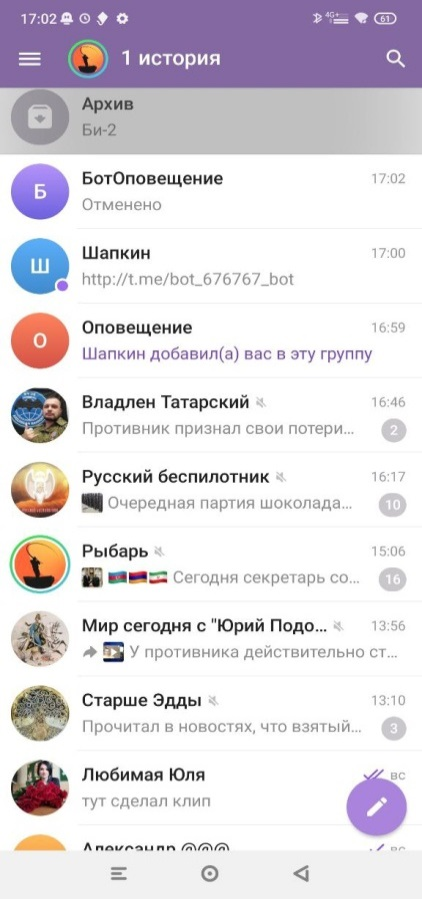 17:02
4G+
61
1 история
Архив
Би-2
Б
БотОповещение
17:02
Отменено
Ш
Шапкин
17:00
http://t.me/bot_676767_bot
О
Оповещение
16:59
Шапкин добавил(а) вас в эту группу
Владлен Татарский
16:46
Противник признал свои потери...
2
Русский беспилотник
16:17
Очередная партия шоколада...
10
Рыбарь
15:06
Сегодня секретарь со...
16
Мир сегодня с "Юрий Подо...
13:56
У противника действительно ст...
Старше Эдды
13:10
Прочитал в новостях, что взятый...
3
Любимая Юля
вс
тут сделал клип
Александр @@@
вс